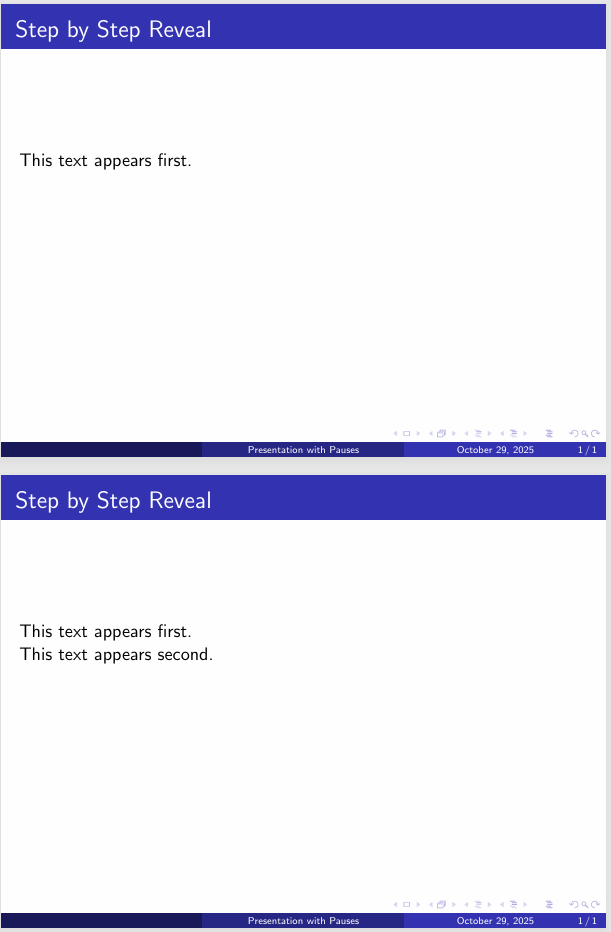 Step by Step Reveal
This text appears first.
Presentation with Pauses October 29, 2025 1 / 1
Step by Step Reveal
This text appears first.
This text appears second.
Presentation with Pauses October 29, 2025 1 / 1